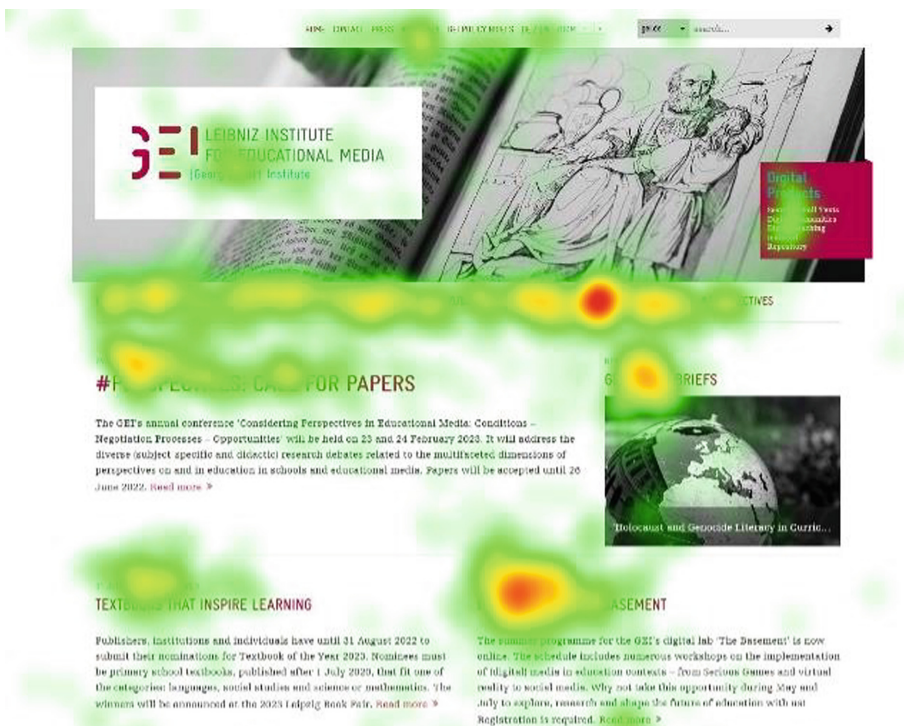 HOME CONTACT PRESS
search...
GEI LEIBNIZ INSTITUTE
FOR EDUCATIONAL MEDIA
Institute
Digital
Repository
FOR PAPERS
BRIEFS
The GEI's annual conference 'Considering Perspectives in Educational Media: Conditions –
Negotiation Processes – Opportunities' will be held on 23 and 24 February 2023. It will address the
diverse (subject specific and didactic) research debates related to the multifaceted dimensions of
perspectives on and in education in schools and educational media. Papers will be accepted until 26
June 2022. Read more »
'Holocaust and Genocide Literacy in Curric...
THAT INSPIRE LEARNING
ASEMENT
Publishers, institutions and individuals have until 31 August 2022 to
submit their nominations for Textbook of the Year 2023. Nominees must
be primary school textbooks, published after 1 July 2020, that fit one of
the categories: languages, social studies and science or mathematics. The
winners will be announced at the 2023 Leipzig Book Fair. Read more »
The summer programme for the GEI's digital lab 'The Basement' is now
online. The schedule includes numerous workshops on the implementation
of (digital) media in education contexts – from Serious Games and virtual
reality to social media. Why not take this opportunity during May and
July to explore, research and shape the future of education with us!
Registration is required. Read more »